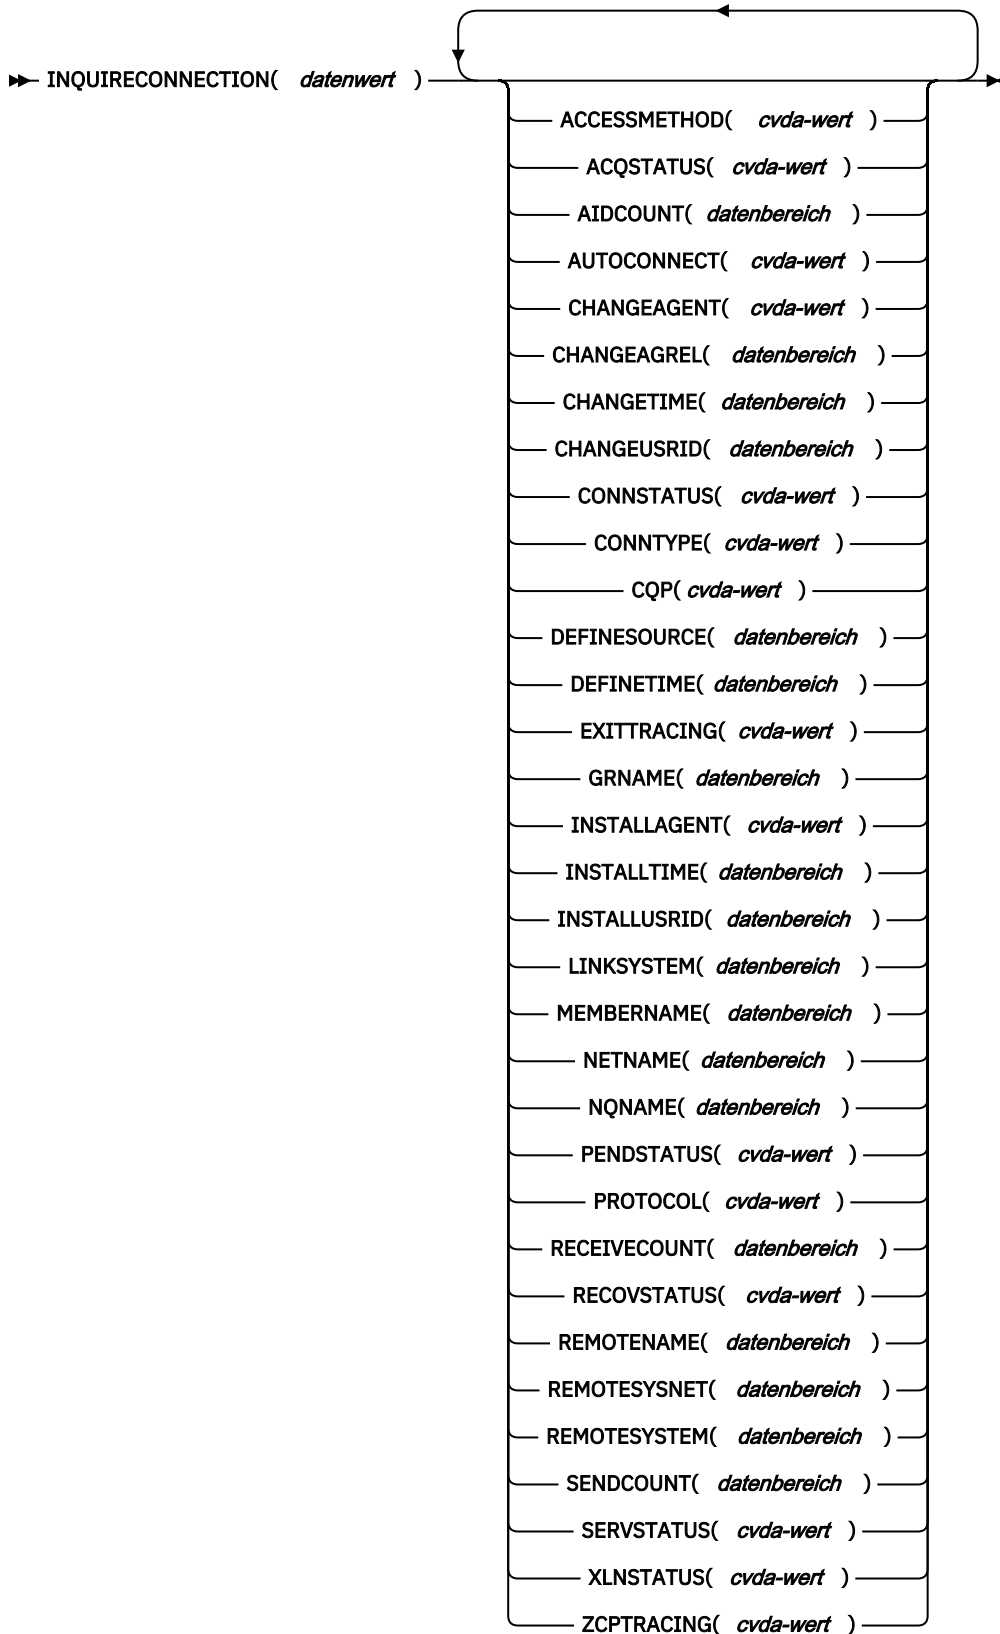 INQUIRECONNECTION( datenwert )
ACCESSMETHOD( cvda-wert )
ACQSTATUS( cvda-wert )
AIDCOUNT( datenbereich )
AUTOCONNECT( cvda-wert )
CHANGEAGENT( cvda-wert )
CHANGEAGREL( datenbereich )
CHANGETIME( datenbereich )
CHANGEUSRID( datenbereich )
CONNSTATUS( cvda-wert )
CONNTYPE( cvda-wert )
CQP( cvda-wert )
DEFINESOURCE( datenbereich )
DEFINETIME( datenbereich )
EXITTRACING( cvda-wert )
GRNAME( datenbereich )
INSTALLAGENT( cvda-wert )
INSTALLTIME( datenbereich )
INSTALLUSRID( datenbereich )
LINKSYSTEM( datenbereich )
MEMBERNAME( datenbereich )
NETNAME( datenbereich )
NQNAME( datenbereich )
PENDSTATUS( cvda-wert )
PROTOCOL( cvda-wert )
RECEIVECOUNT( datenbereich )
RECOVSTATUS( cvda-wert )
REMOTENAME( datenbereich )
REMOTESYSNET( datenbereich )
REMOTESYSTEM( datenbereich )
SENDCOUNT( datenbereich )
SERVSTATUS( cvda-wert )
XLNSTATUS( cvda-wert )
ZCPTRACING( cvda-wert )